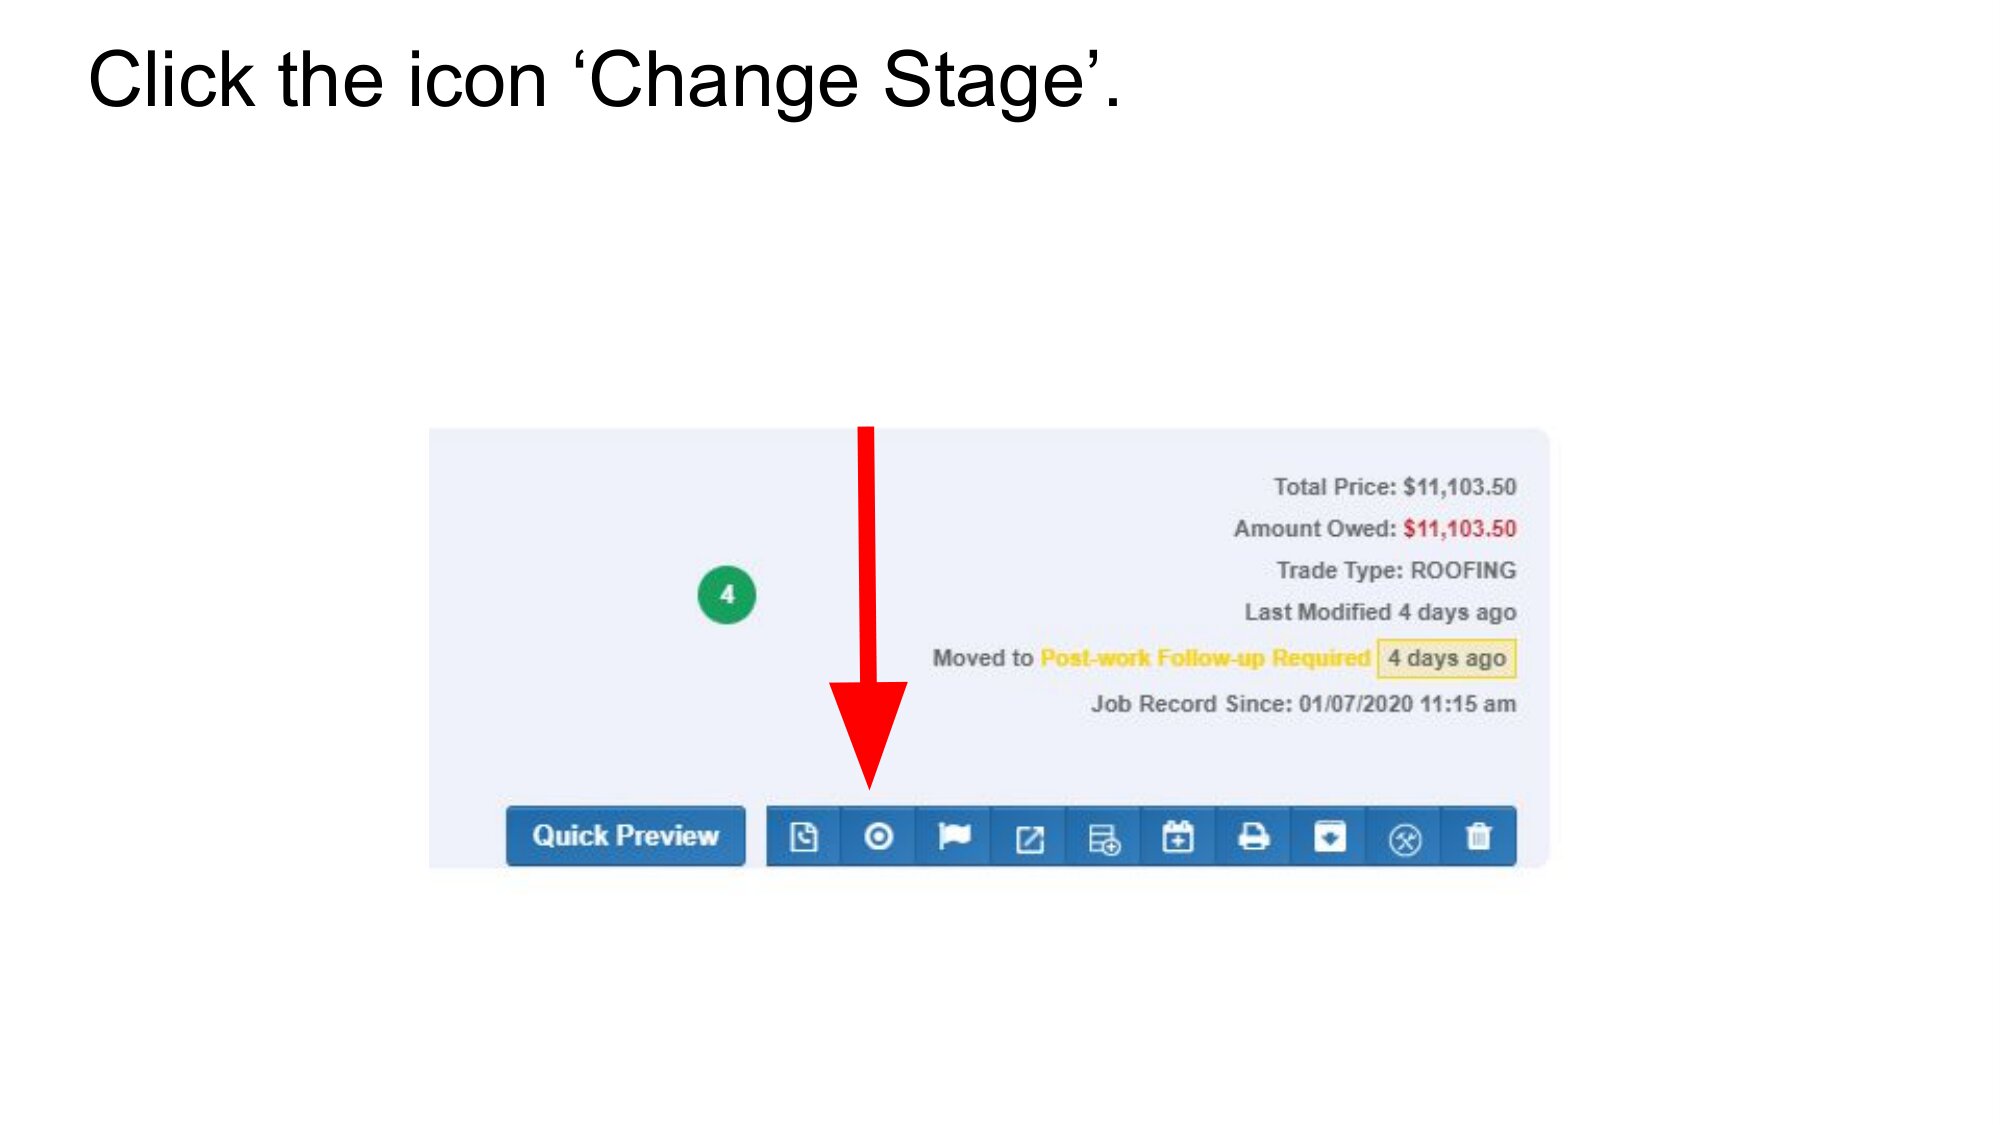 Click the icon ‘Change Stage’.
Total Price: $11,103.50
Amount Owed: $11,103.50
4
Trade Type: ROOFING
Last Modified 4 days ago
Moved to Post-work Follow-up Required 4 days ago
Job Record Since: 01/07/2020 11:15 am
Quick Preview